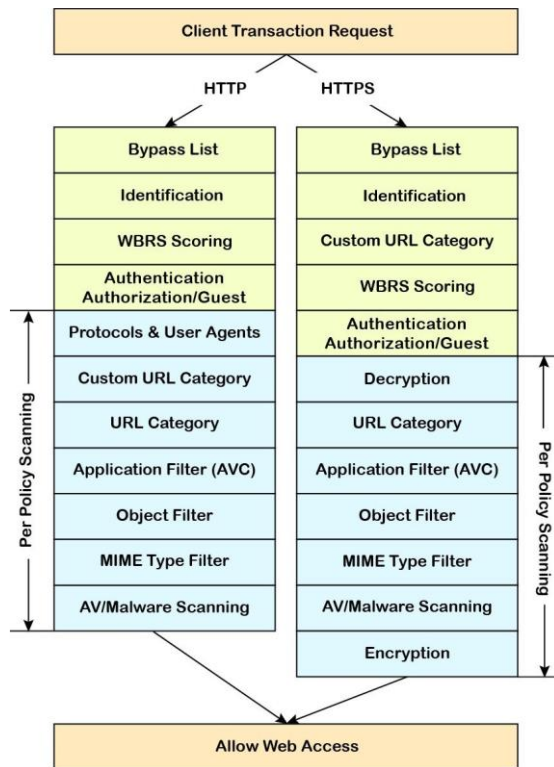 Client Transaction Request
HTTP
HTTPS
Bypass List
Identification
WBRS Scoring
Authentication
Authorization/Guest
Protocols & User Agents
Custom URL Category
URL Category
Application Filter (AVC)
Object Filter
MIME Type Filter
AV/Malware Scanning
Per Policy Scanning
Bypass List
Identification
Custom URL Category
WBRS Scoring
Authentication
Authorization/Guest
Decryption
URL Category
Application Filter (AVC)
Object Filter
MIME Type Filter
AV/Malware Scanning
Encryption
Per Policy Scanning
Allow Web Access